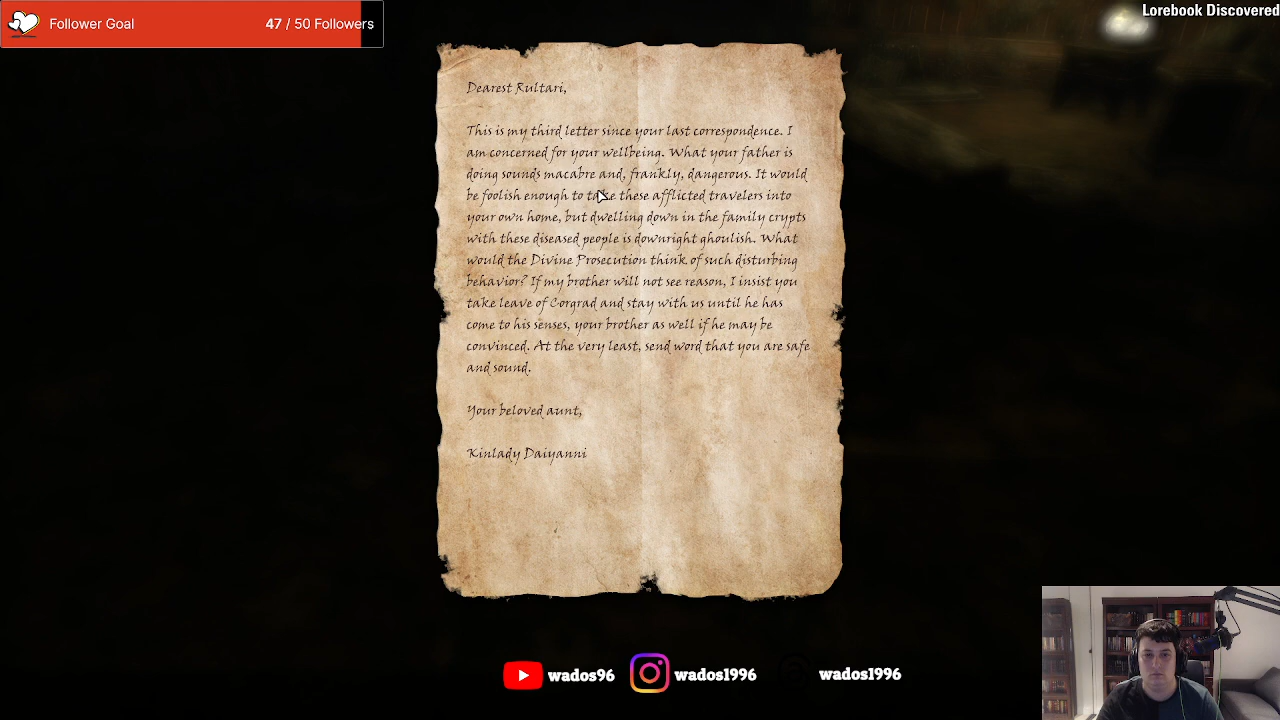 Follower Goal 47 / 50 Followers
Lorebook Discovered
Dearest Rultari,
This is my third letter since your last correspondence. I
am concerned for your wellbeing. What your father is
doing sounds macabre and, frankly, dangerous. It would
be foolish enough to take these afflicted travelers into
your own home, but dwelling down in the family crypts
with these diseased people is downright ghoulish. What
would the Divine Prosecution think of such disturbing
behavior? If my brother will not see reason, I insist you
take leave of Corgrad and stay with us until he has
come to his senses, your brother as well if he may be
convinced. At the very least, send word that you are safe
and sound.
Your beloved aunt,
Kinlady Daiyanni
wados96 wados1996 wados1996